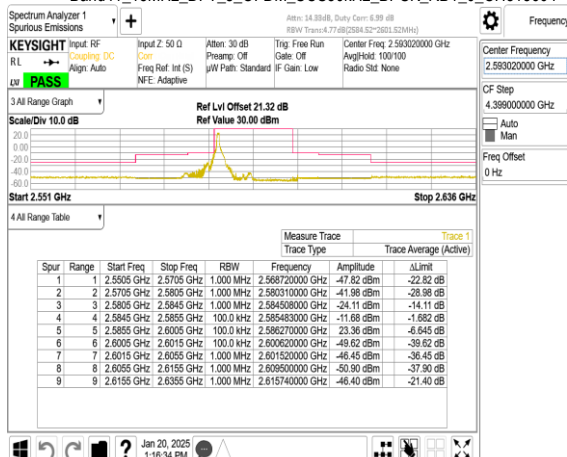 Spectrum Analyzer 1
Spurious Emissions
Attn: 14.33dB, Duty Corr: 6.99 dB
RBW Trans:4.77dB(2584.52~2601.52MHz)
Frequency
KEYSIGHT Input: RF Input Z: 50 Ω Atten: 30 dB Trig: Free Run Center Freq: 2.593020000 GHz
RL Coupling: DC Corr Preamp: Off Gate: Off Avg|Hold: 100/100
Align: Auto Freq Ref: Int (S) µW Path: Standard IF Gain: Low Radio Std: None
NFE: Adaptive
PASS
Center Frequency
2.593020000 GHz
CF Step
4.399000000 GHz
Auto
Man
Freq Offset
0 Hz
3 All Range Graph
Ref Lvl Offset 21.32 dB
Scale/Div 10.0 dB Ref Value 30.00 dBm
20.0
0.00
-20.0
-40.0
-60.0
Start 2.551 GHz Stop 2.636 GHz
4 All Range Table
Measure Trace Trace 1
Trace Type Trace Average (Active)
Spur Range Start Freq Stop Freq RBW Frequency Amplitude ΔLimit
1 1 2.5505 GHz 2.5705 GHz 1.000 MHz 2.568720000 GHz -47.82 dBm -22.82 dB
2 2 2.5705 GHz 2.5805 GHz 1.000 MHz 2.580310000 GHz -41.98 dBm -28.98 dB
3 3 2.5805 GHz 2.5845 GHz 1.000 MHz 2.584508000 GHz -24.11 dBm -14.11 dB
4 4 2.5845 GHz 2.5855 GHz 100.0 kHz 2.585483000 GHz -11.68 dBm -1.682 dB
5 5 2.5855 GHz 2.6005 GHz 100.0 kHz 2.586270000 GHz 23.36 dBm -6.645 dB
6 6 2.6005 GHz 2.6015 GHz 100.0 kHz 2.600620000 GHz -49.62 dBm -39.62 dB
7 7 2.6015 GHz 2.6055 GHz 1.000 MHz 2.601520000 GHz -46.45 dBm -36.45 dB
8 8 2.6055 GHz 2.6155 GHz 1.000 MHz 2.609500000 GHz -50.90 dBm -37.90 dB
9 9 2.6155 GHz 2.6355 GHz 1.000 MHz 2.615740000 GHz -46.40 dBm -21.40 dB
Jan 20, 2025
1:16:34 PM